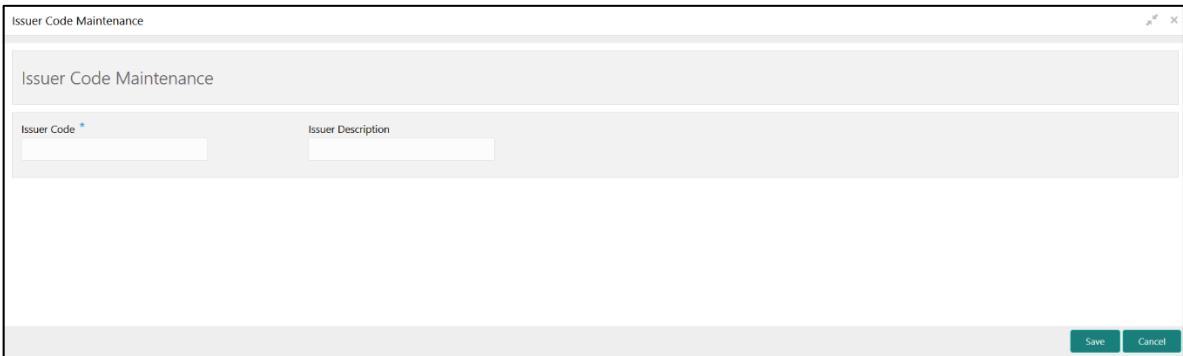 Issuer Code Maintenance
Issuer Code Maintenance
Issuer Code * Issuer Description
Save Cancel